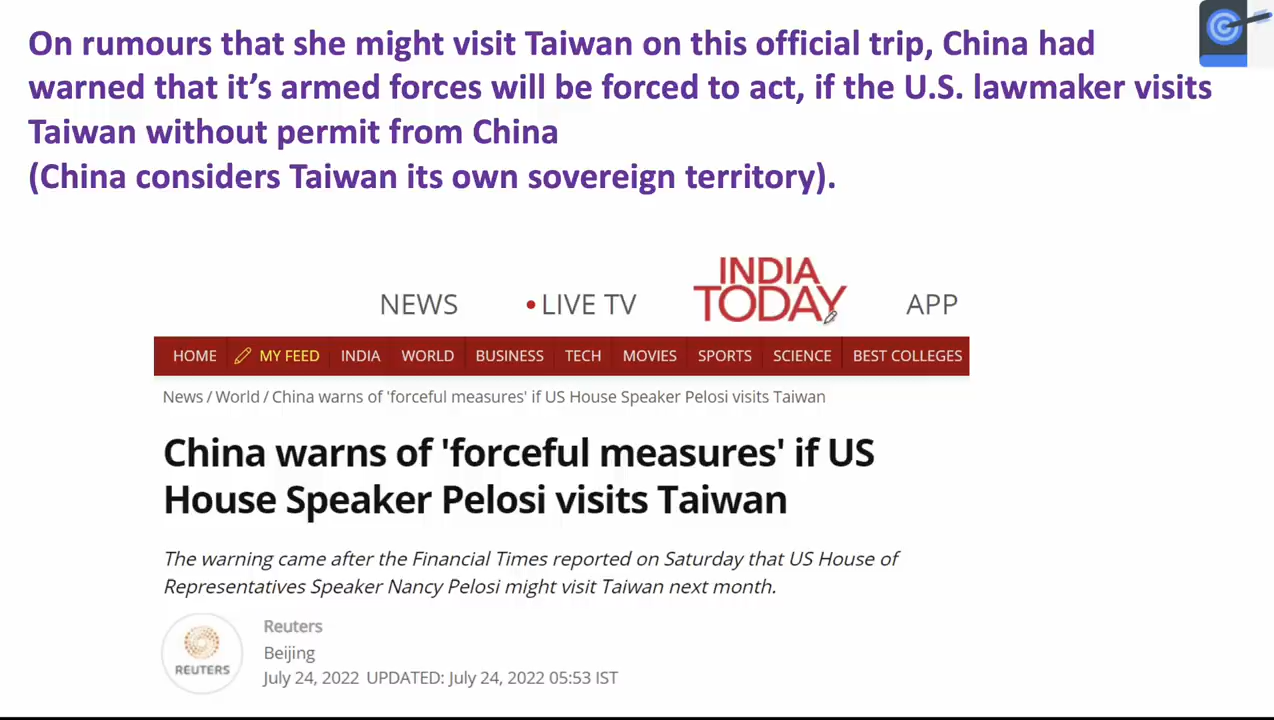 On rumours that she might visit Taiwan on this official trip, China had
warned that it’s armed forces will be forced to act, if the U.S. lawmaker visits
Taiwan without permit from China
(China considers Taiwan its own sovereign territory).
INDIA
TODAY
NEWS LIVE TV APP
HOME MY FEED INDIA WORLD BUSINESS TECH MOVIES SPORTS SCIENCE BEST COLLEGES
News / World / China warns of 'forceful measures' if US House Speaker Pelosi visits Taiwan
China warns of 'forceful measures' if US
House Speaker Pelosi visits Taiwan
The warning came after the Financial Times reported on Saturday that US House of
Representatives Speaker Nancy Pelosi might visit Taiwan next month.
REUTERS
Reuters
Beijing
July 24, 2022 UPDATED: July 24, 2022 05:53 IST